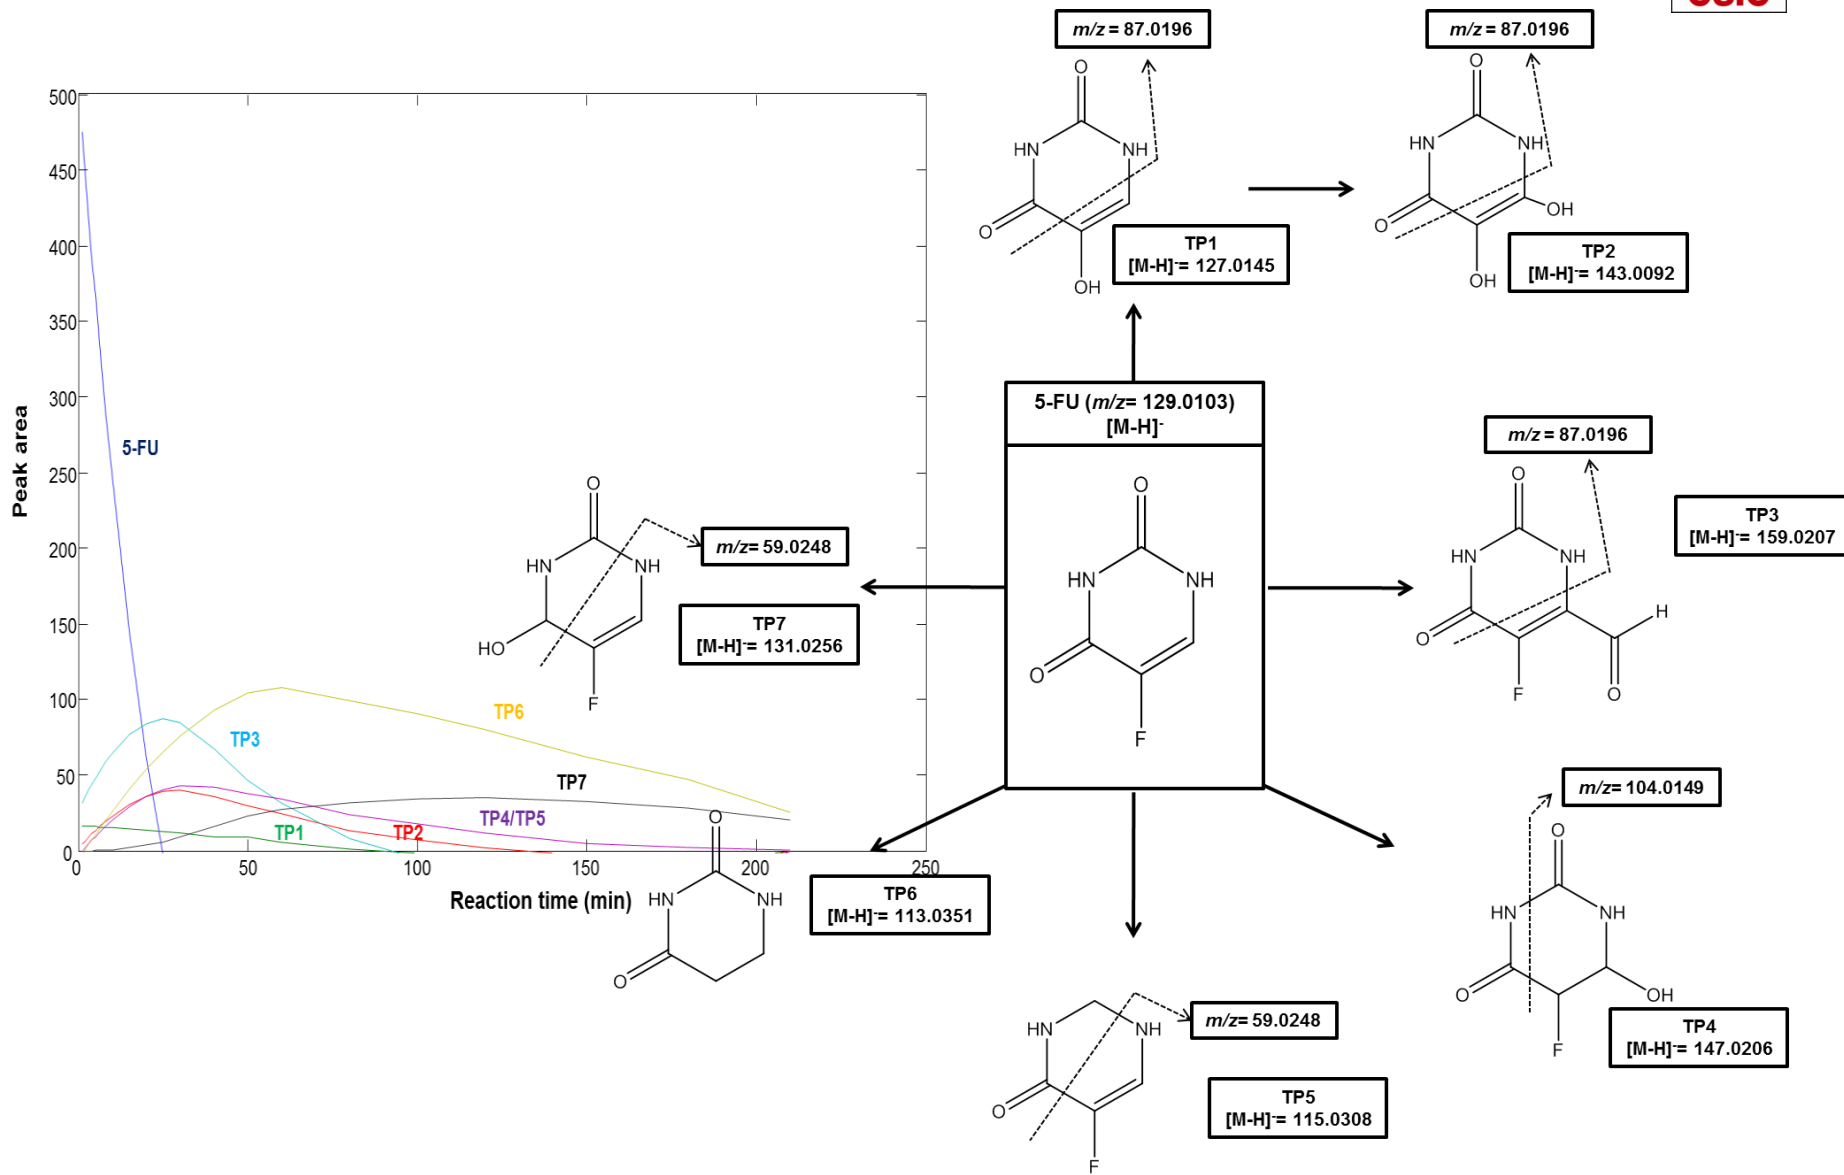 m/z = 87.0196
m/z = 87.0196
500
450
400
350
300
250
200
150
100
50
0
0
50
100
150
200
250
Peak area
Reaction time (min)
5-FU
TP3
TP6
TP7
TP4/TP5
TP1
TP2
O
HN
NH
O
OH
TP1
[M-H]-= 127.0145
O
HN
NH
O
OH
OH
TP2
[M-H]-= 143.0092
5-FU (m/z= 129.0103)
[M-H]-
O
HN
NH
O
F
m/z = 87.0196
O
HN
NH
O
F
H
O
TP3
[M-H]-= 159.0207
O
HN
NH
HO
F
m/z= 59.0248
TP7
[M-H]-= 131.0256
O
HN
NH
O
TP6
[M-H]-= 113.0351
m/z= 104.0149
O
HN
NH
O
F
OH
TP4
[M-H]-= 147.0206
HN
NH
O
F
m/z= 59.0248
TP5
[M-H]-= 115.0308